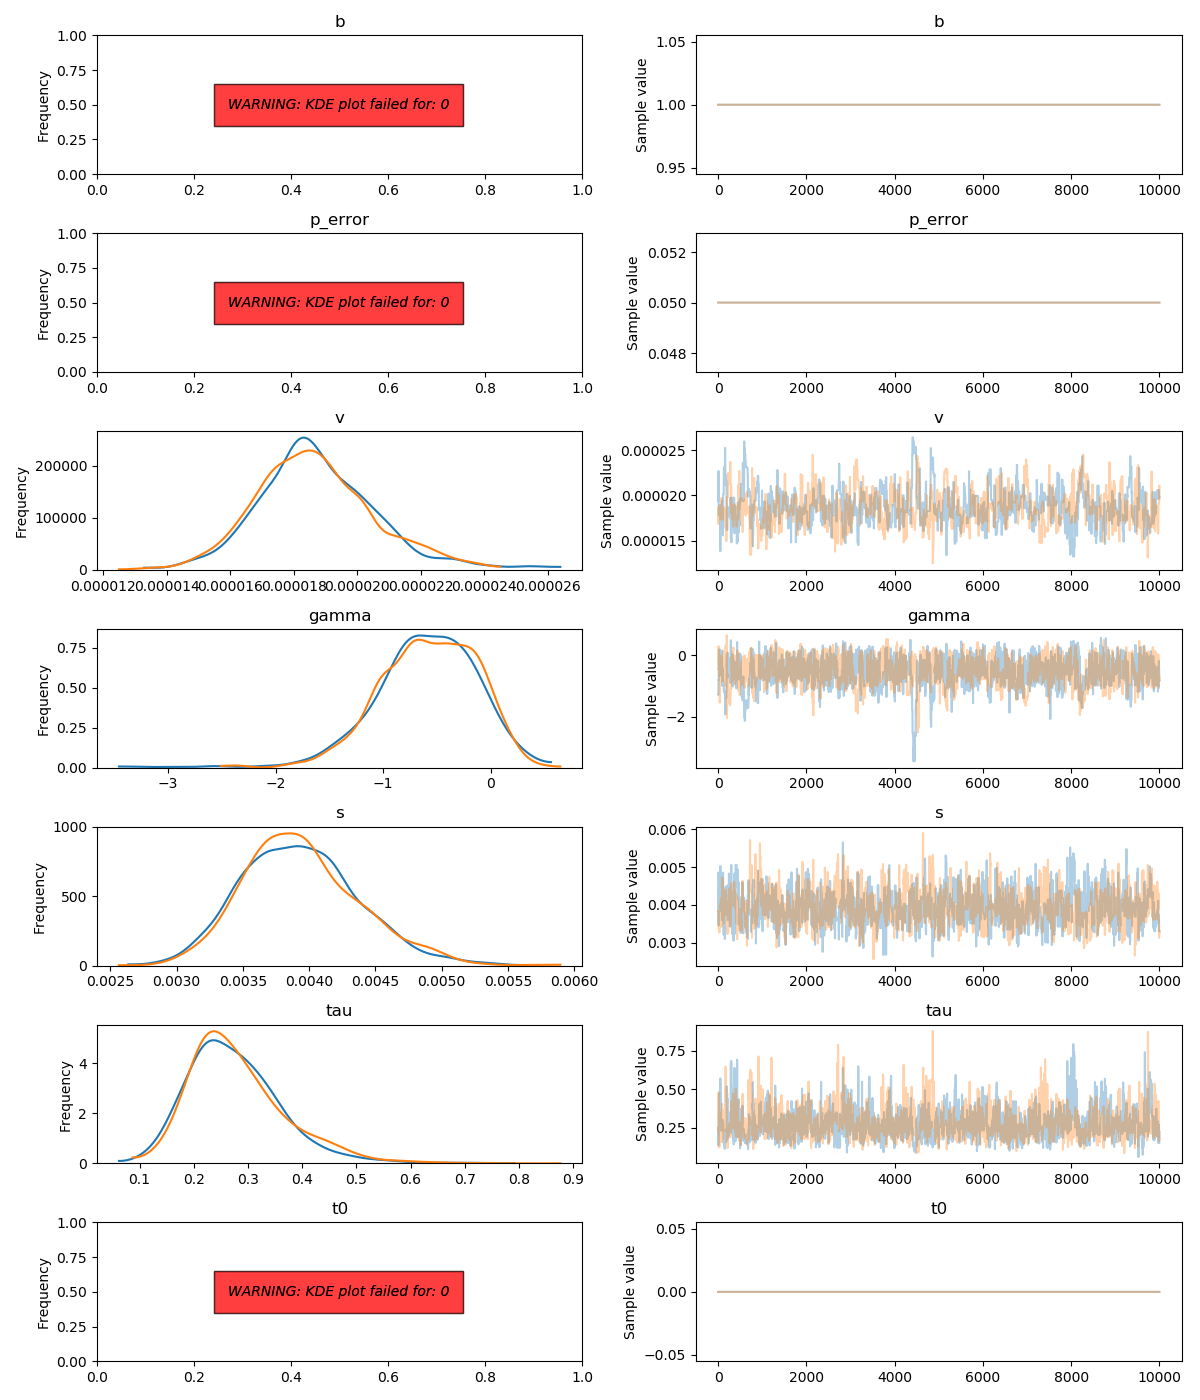 b
1.00
0.75
0.50
0.25
0.00
Frequency
WARNING: KDE plot failed for: 0
0.0 0.2 0.4 0.6 0.8 1.0
b
1.05
1.00
0.95
Sample value
0 2000 4000 6000 8000 10000
p_error
1.00
0.75
0.50
0.25
0.00
Frequency
WARNING: KDE plot failed for: 0
0.0 0.2 0.4 0.6 0.8 1.0
p_error
0.052
0.050
0.048
Sample value
0 2000 4000 6000 8000 10000
v
200000
100000
0
Frequency
0.000012 0.000014 0.000016 0.000018 0.000020 0.000022 0.000024 0.000026
v
0.000025
0.000020
0.000015
Sample value
0 2000 4000 6000 8000 10000
gamma
0.75
0.50
0.25
0.00
Frequency
−3 −2 −1 0
gamma
0
−2
Sample value
0 2000 4000 6000 8000 10000
s
1000
500
0
Frequency
0.0025 0.0030 0.0035 0.0040 0.0045 0.0050 0.0055 0.0060
s
0.006
0.005
0.004
0.003
Sample value
0 2000 4000 6000 8000 10000
tau
4
2
0
Frequency
0.1 0.2 0.3 0.4 0.5 0.6 0.7 0.8 0.9
tau
0.75
0.50
0.25
Sample value
0 2000 4000 6000 8000 10000
t0
1.00
0.75
0.50
0.25
0.00
Frequency
WARNING: KDE plot failed for: 0
0.0 0.2 0.4 0.6 0.8 1.0
t0
0.05
0.00
−0.05
Sample value
0 2000 4000 6000 8000 10000